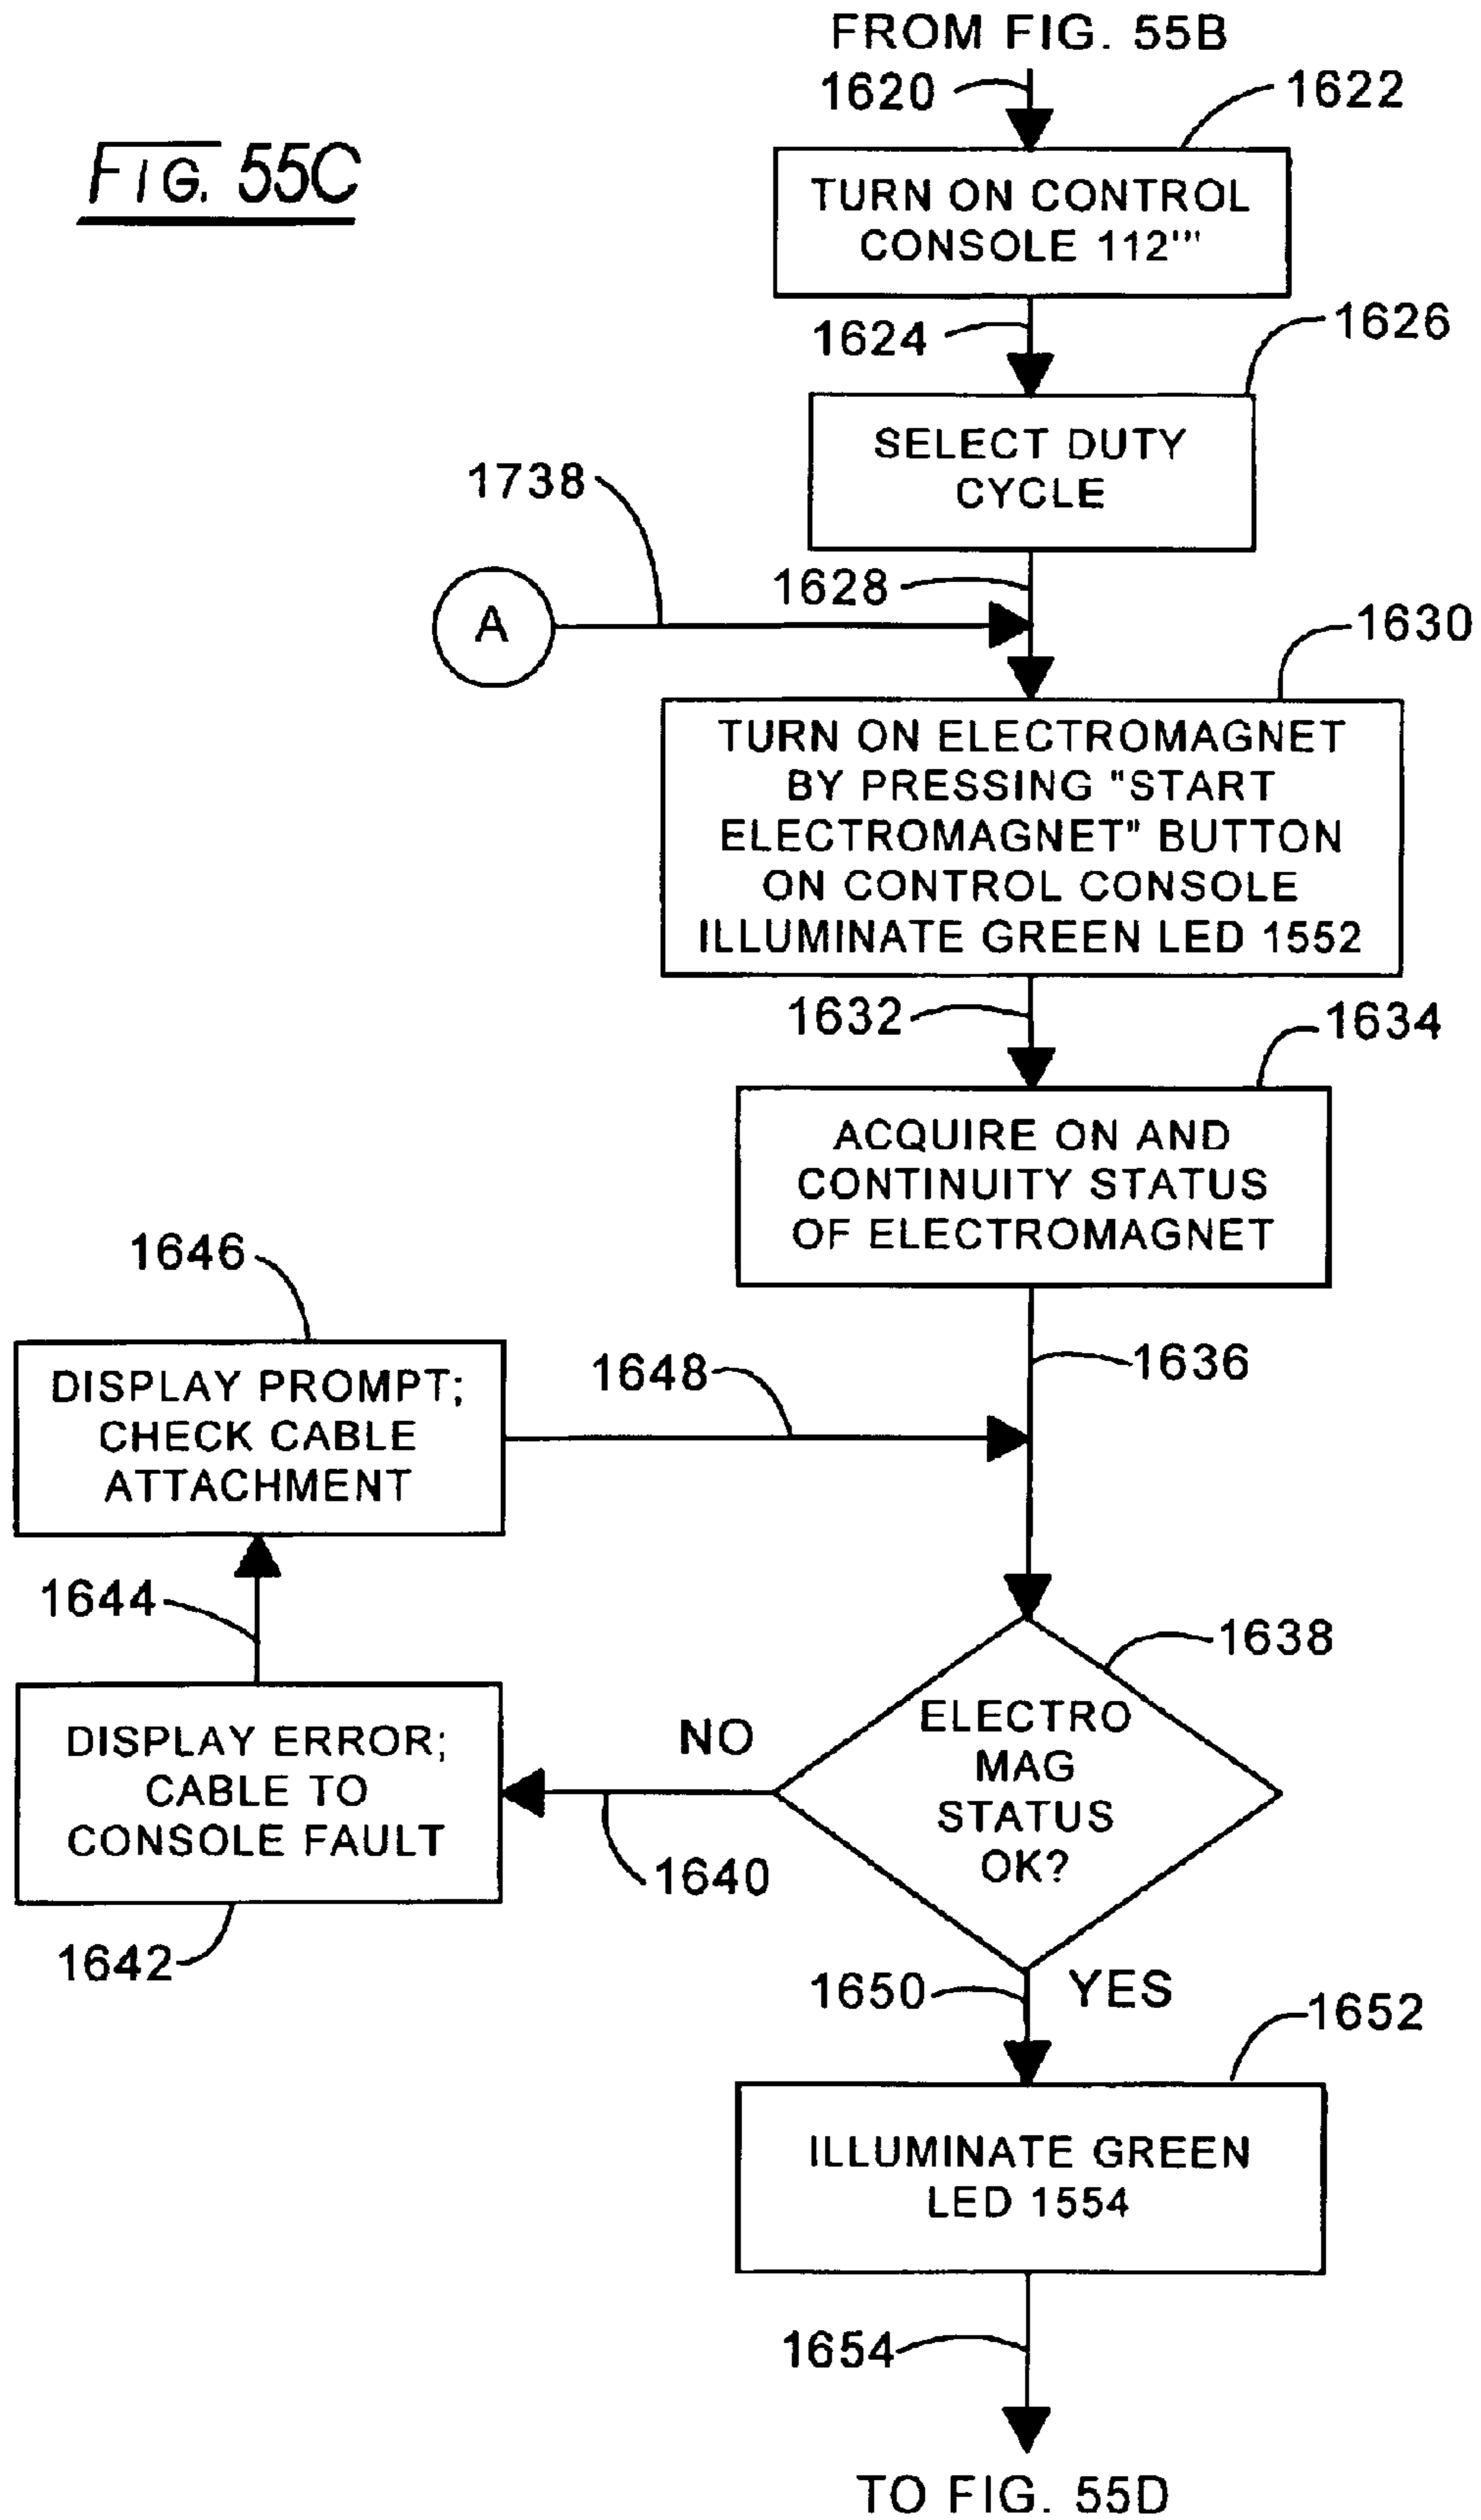 FROM FIG. 55B
1620
1622
FIG. 55C
TURN ON CONTROL
CONSOLE 112"'
1624
1626
SELECT DUTY
CYCLE
1738
1628
A
1630
TURN ON ELECTROMAGNET
BY PRESSING "START
ELECTROMAGNET" BUTTON
ON CONTROL CONSOLE
ILLUMINATE GREEN LED 1552
1632
1634
ACQUIRE ON AND
CONTINUITY STATUS
OF ELECTROMAGNET
1646
1636
1648
DISPLAY PROMPT;
CHECK CABLE
ATTACHMENT
1644
1638
ELECTRO
MAG
STATUS
OK?
NO
DISPLAY ERROR;
CABLE TO
CONSOLE FAULT
1640
1642
1650
YES
1652
ILLUMINATE GREEN
LED 1554
1654
TO FIG. 55D